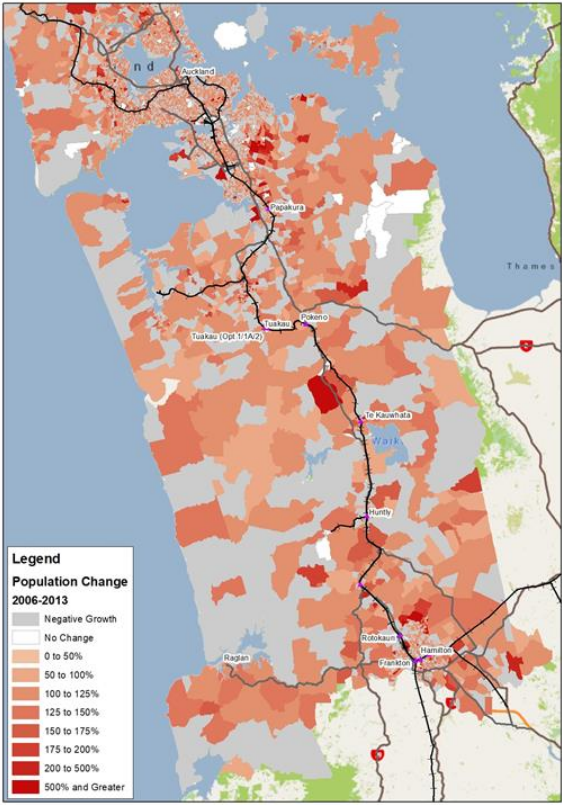 n d
Auckland
Papakura
Thames
Tuakau
Pokeno
Tuakau (Opt 1/1A/2)
Te Kauwhata
Waik
Huntly
Rotokauri
Hamilton
Frankton
Raglan
Legend
Population Change
2006-2013
Negative Growth
No Change
0 to 50%
50 to 100%
100 to 125%
125 to 150%
150 to 175%
175 to 200%
200 to 500%
500% and Greater